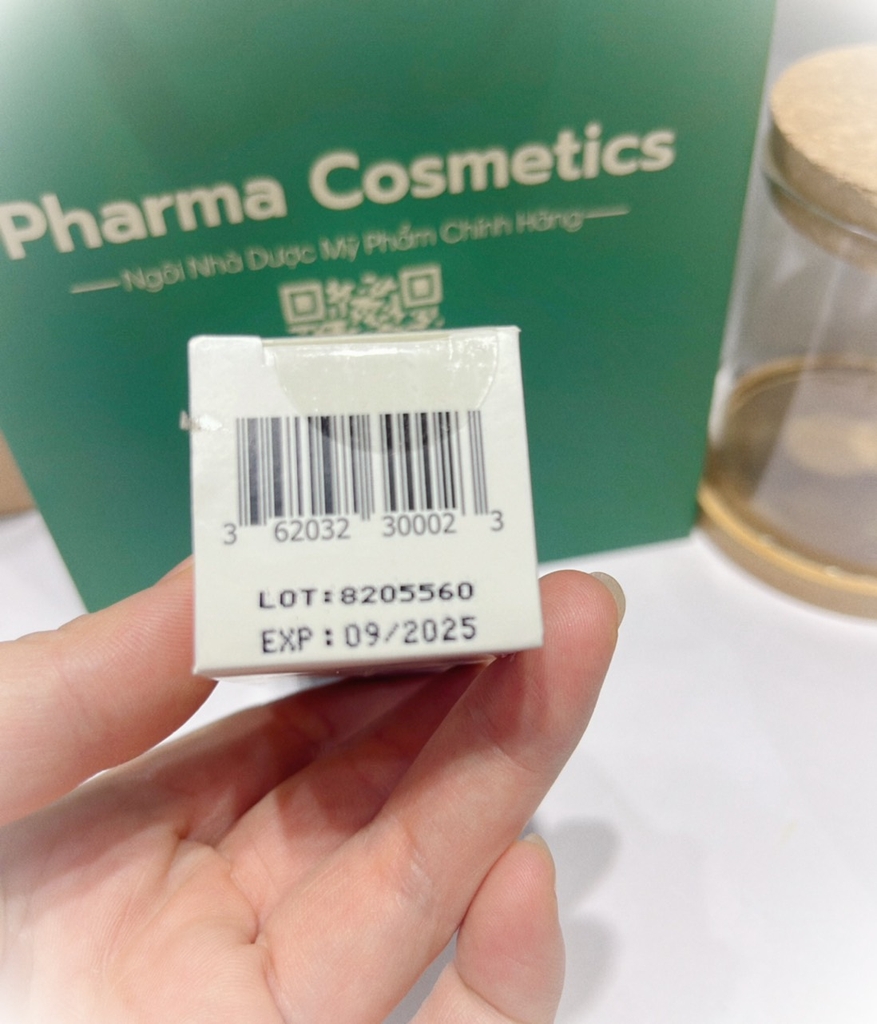 Pharma Cosmetics
Ngôi Nhà Dược Mỹ Phẩm Chính Hãng
3 62032 30002 3
LOT:8205560
EXP:09/2025